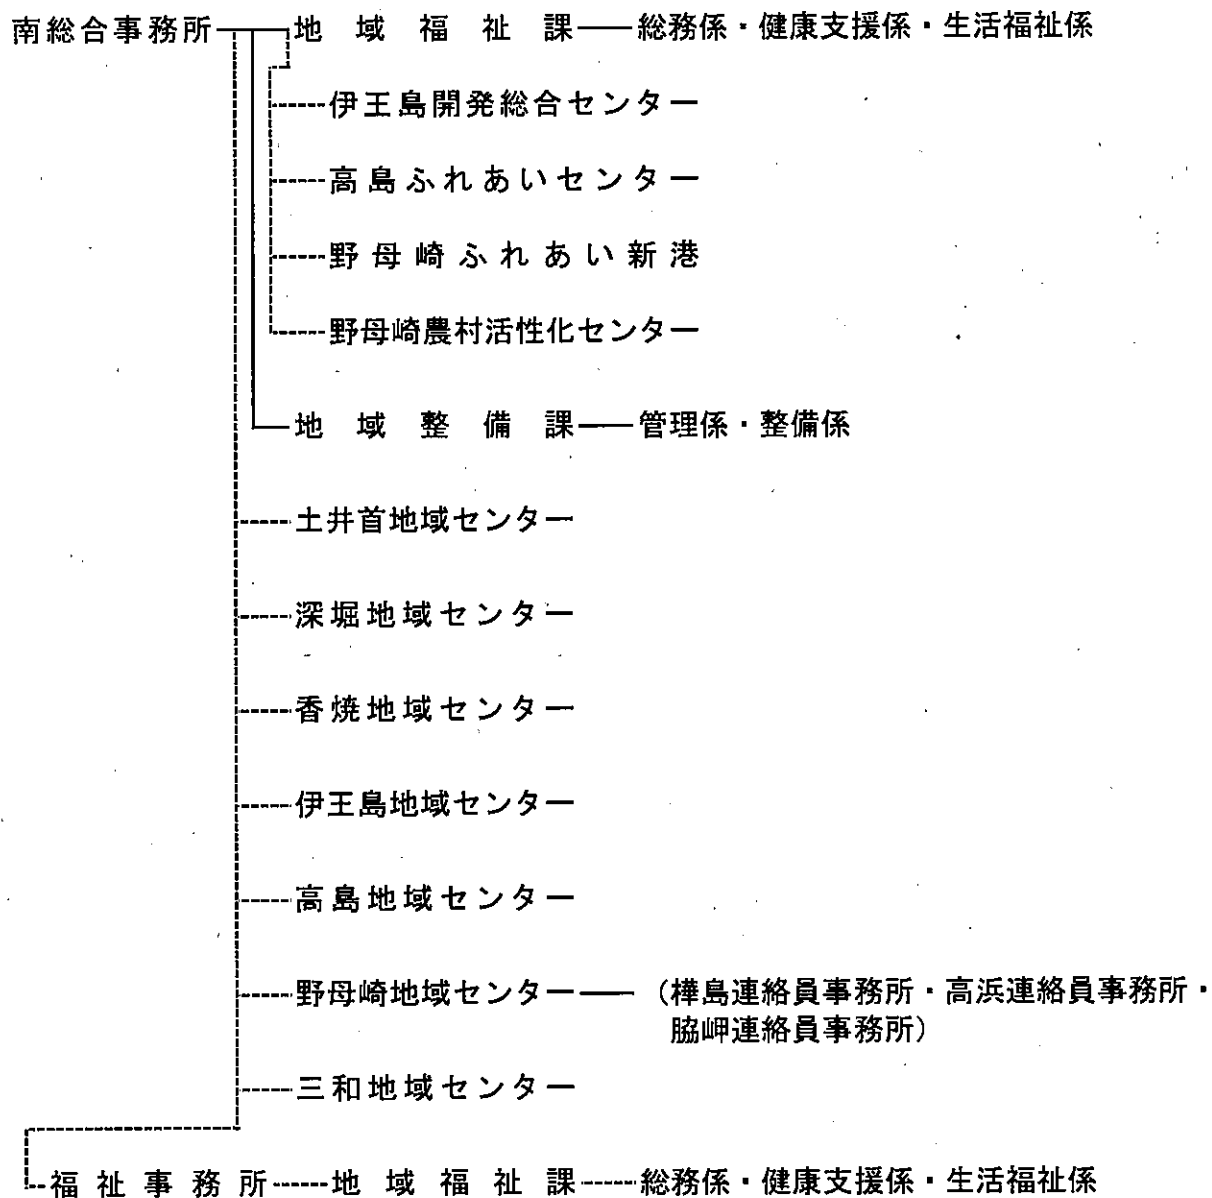 南総合事務所 地域福祉課 総務係・健康支援係・生活福祉係
伊王島開発総合センター
高島ふれあいセンター
野母崎ふれあい新港
野母崎農村活性化センター
地域整備課 管理係・整備係
土井首地域センター
深堀地域センター
香焼地域センター
伊王島地域センター
高島地域センター
野母崎地域センター (樺島連絡員事務所・高浜連絡員事務所・
脇岬連絡員事務所)
三和地域センター
福祉事務所 地域福祉課 総務係・健康支援係・生活福祉係